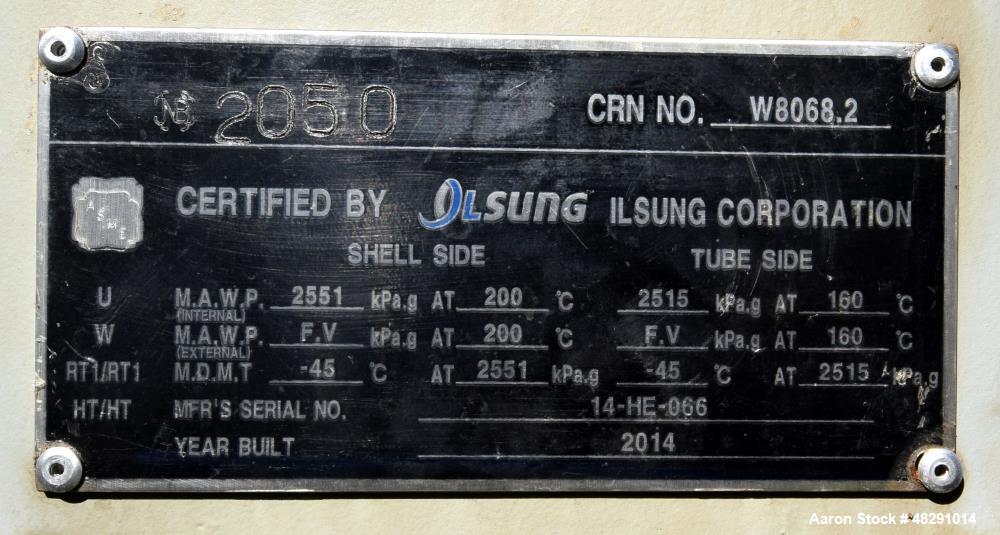 NB 2050 CRN NO. W8068.2
ASME CERTIFIED BY ILSUNG ILSUNG CORPORATION
SHELL SIDE TUBE SIDE
U M.A.W.P. (INTERNAL) 2551 kPa.g AT 200 ℃ 2515 kPa.g AT 160 ℃
W M.A.W.P. (EXTERNAL) F.V kPa.g AT 200 ℃ F.V kPa.g AT 160 ℃
RT1/RT1 M.D.M.T -45 ℃ AT 2551 kPa.g -45 ℃ AT 2515 kPa.g
HT/HT MFR'S SERIAL NO. 14-HE-066
YEAR BUILT 2014
Aaron Stock # 48291014